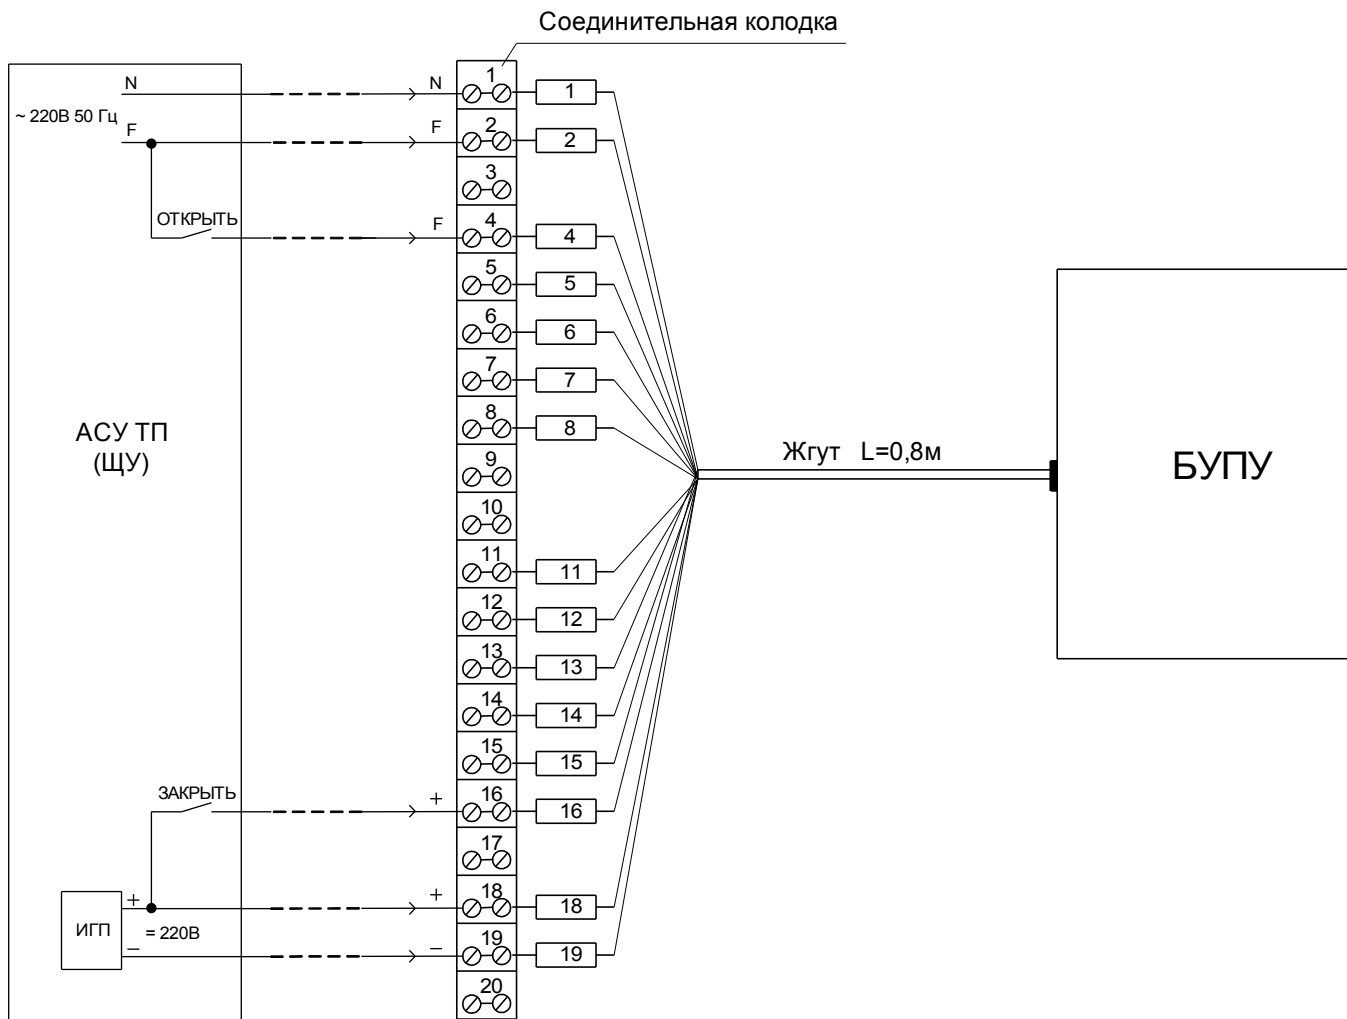 Соединительная колодка
N N 1 1
~ 220В 50 Гц
F F 2 2
3
ОТКРЫТЬ F 4 4
5 5
6 6
7 7
8 8
АСУ ТП
(ЩУ)
Жгут L=0,8м
БУПУ
9
10
11 11
12 12
13 13
14 14
15 15
ЗАКРЫТЬ + 16 16
17
+ + 18 18
ИГП = 220В
– – 19 19
20